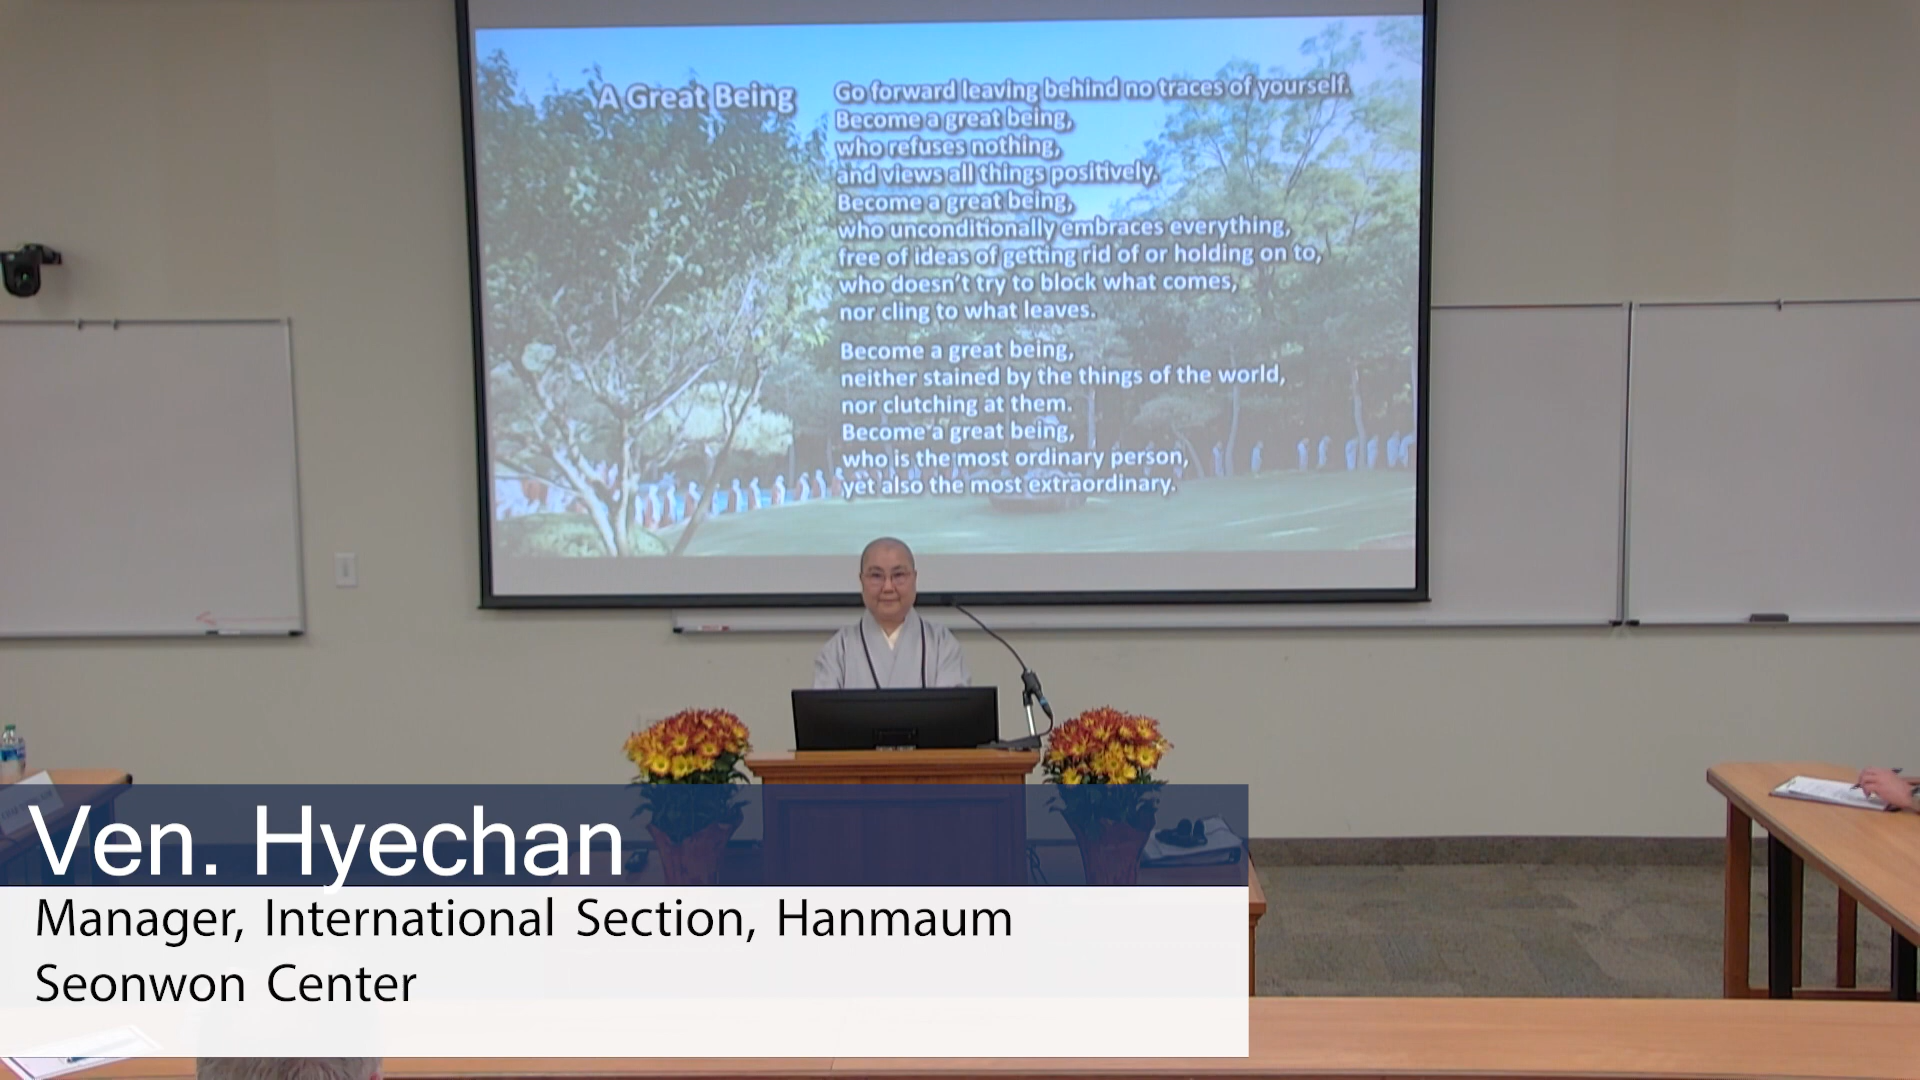 A Great Being
Go forward leaving behind no traces of yourself.
Become a great being,
who refuses nothing,
and views all things positively.
Become a great being,
who unconditionally embraces everything,
free of ideas of getting rid of or holding on to,
who doesn't try to block what comes,
nor cling to what leaves.
Become a great being,
neither stained by the things of the world,
nor clutching at them.
Become a great being,
who is the most ordinary person,
yet also the most extraordinary.
Ven. Hyechan
Manager, International Section, Hanmaum
Seonwon Center